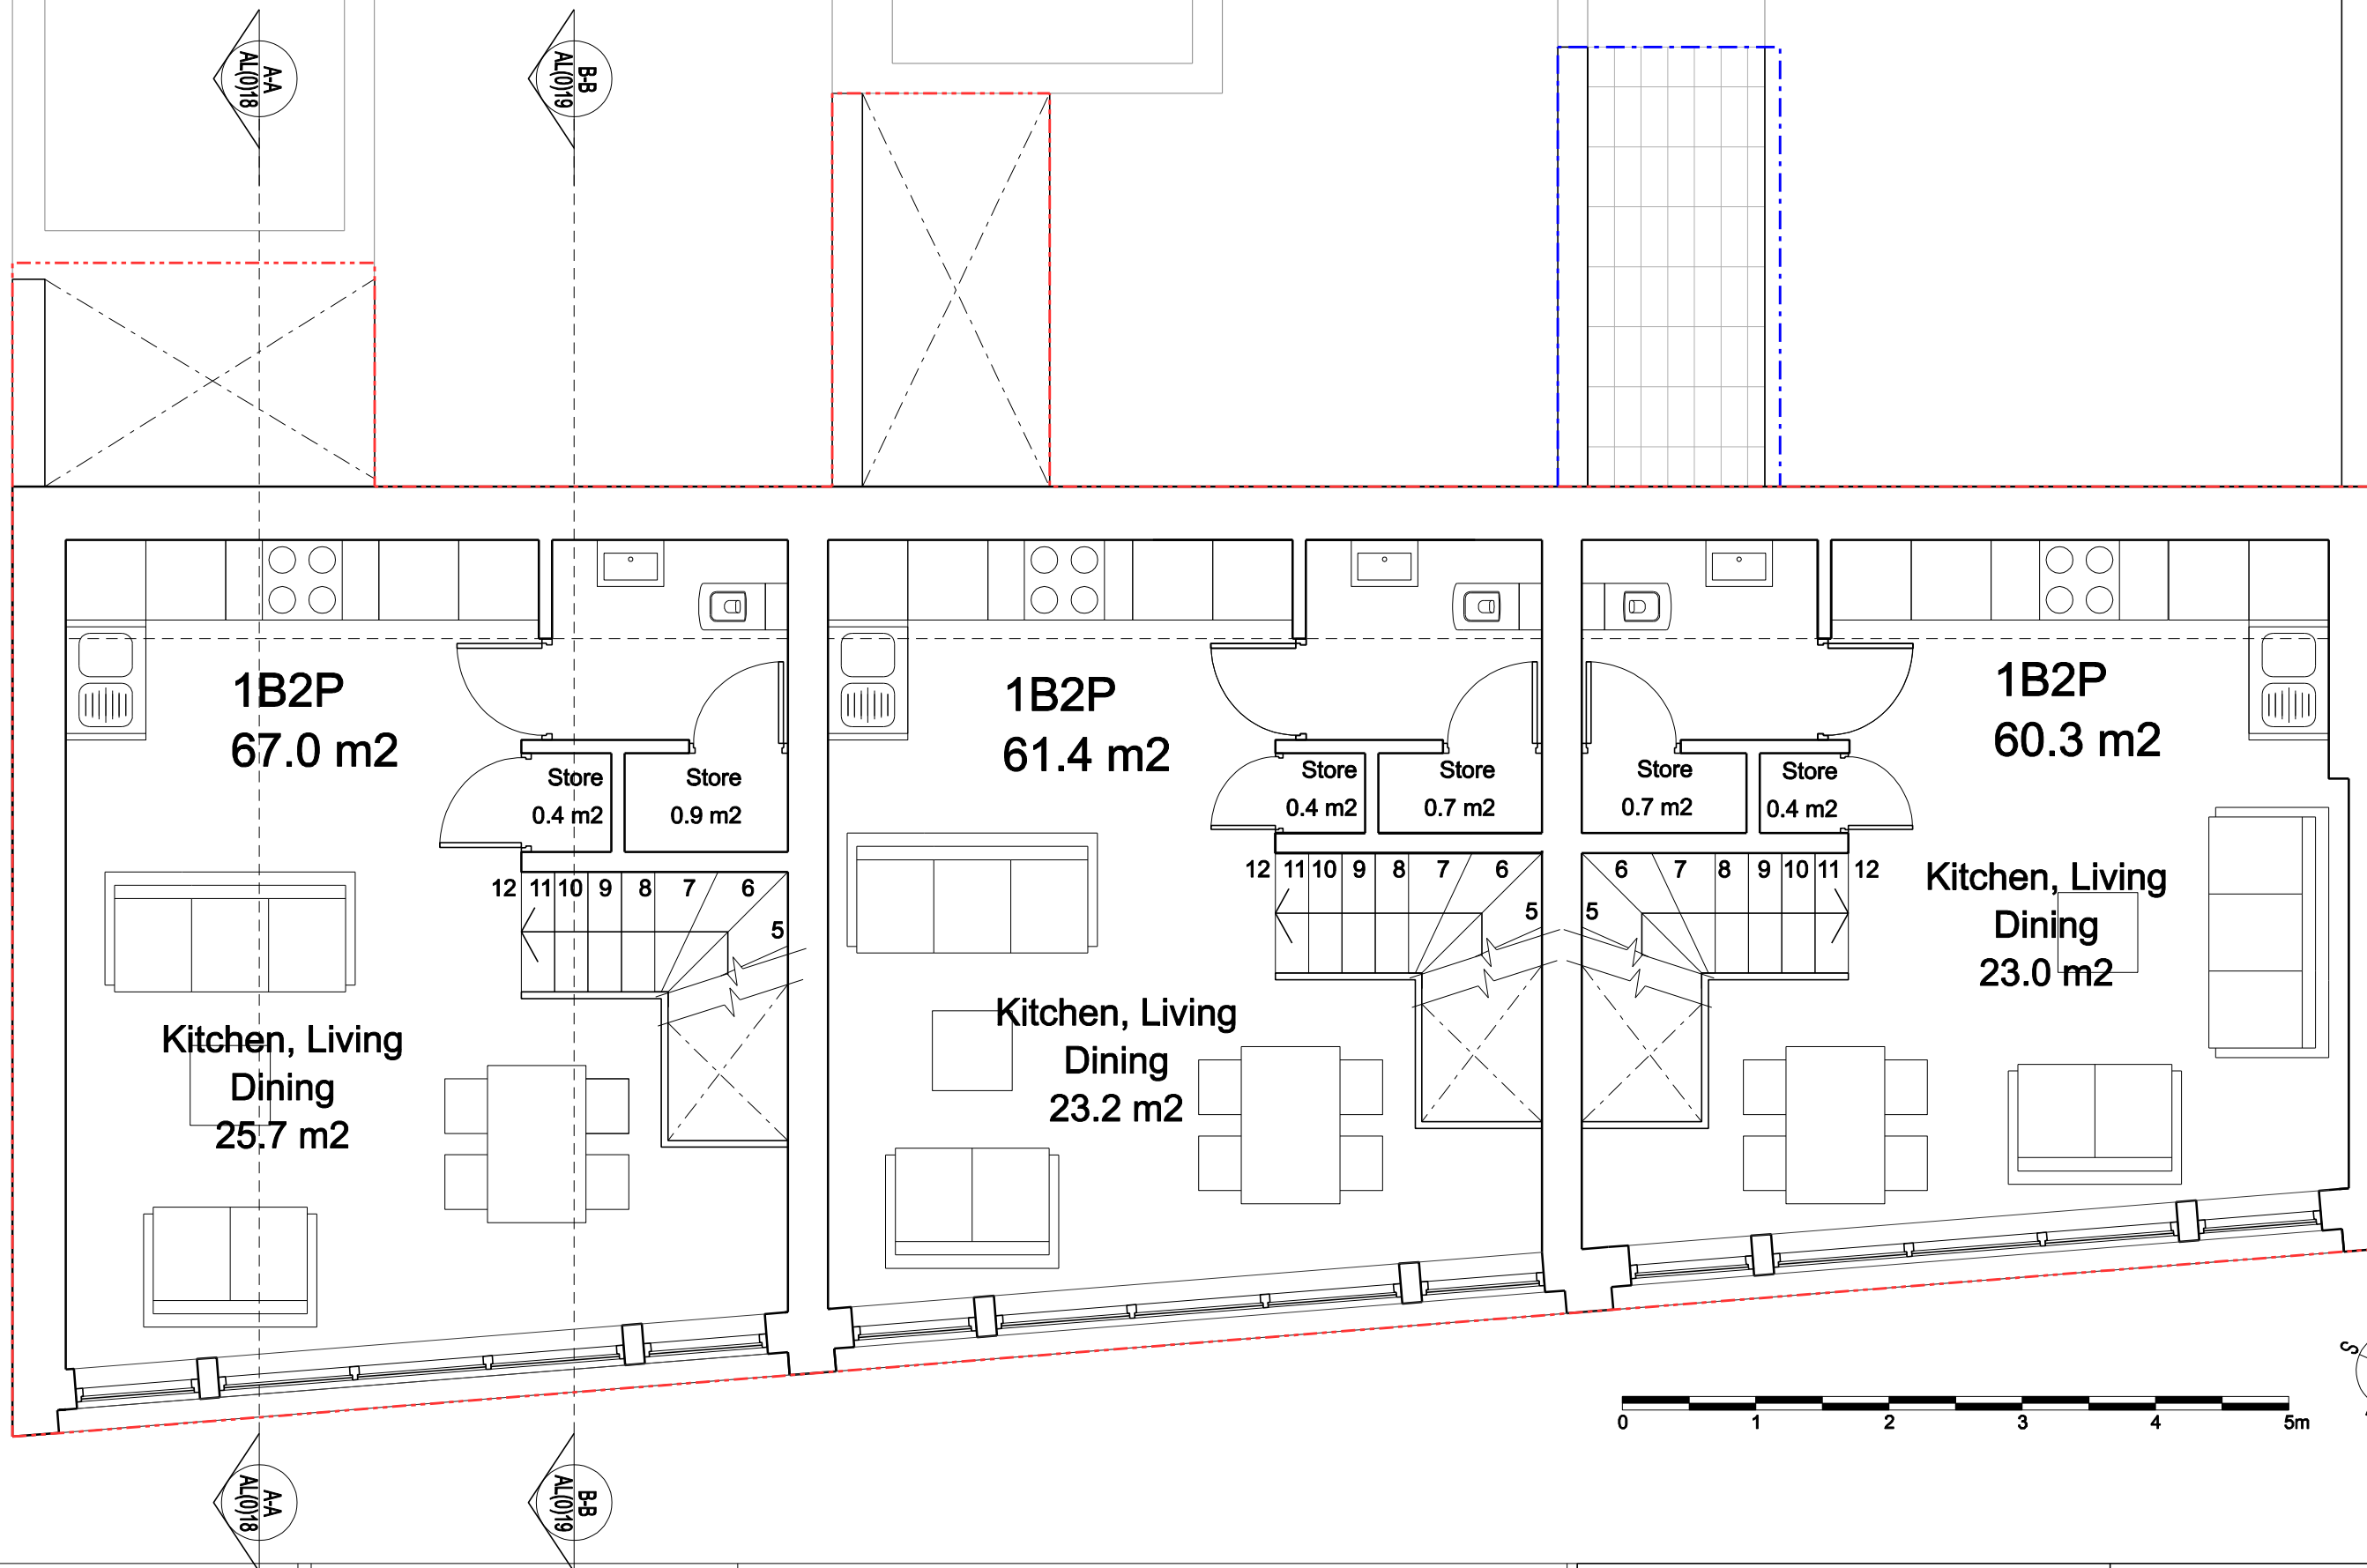 A-A
AL(0)18
B-B
AL(0)19
1B2P
67.0 m2
Store
0.4 m2
Store
0.9 m2
12 11 10 9 8 7 6
5
Kitchen, Living
Dining
25.7 m2
1B2P
61.4 m2
Store
0.4 m2
Store
0.7 m2
12 11 10 9 8 7 6
5
Kitchen, Living
Dining
23.2 m2
1B2P
60.3 m2
Store
0.7 m2
Store
0.4 m2
6 7 8 9 10 11 12
5
Kitchen, Living
Dining
23.0 m2
S
0 1 2 3 4 5m
A-A
AL(0)18
B-B
AL(0)19